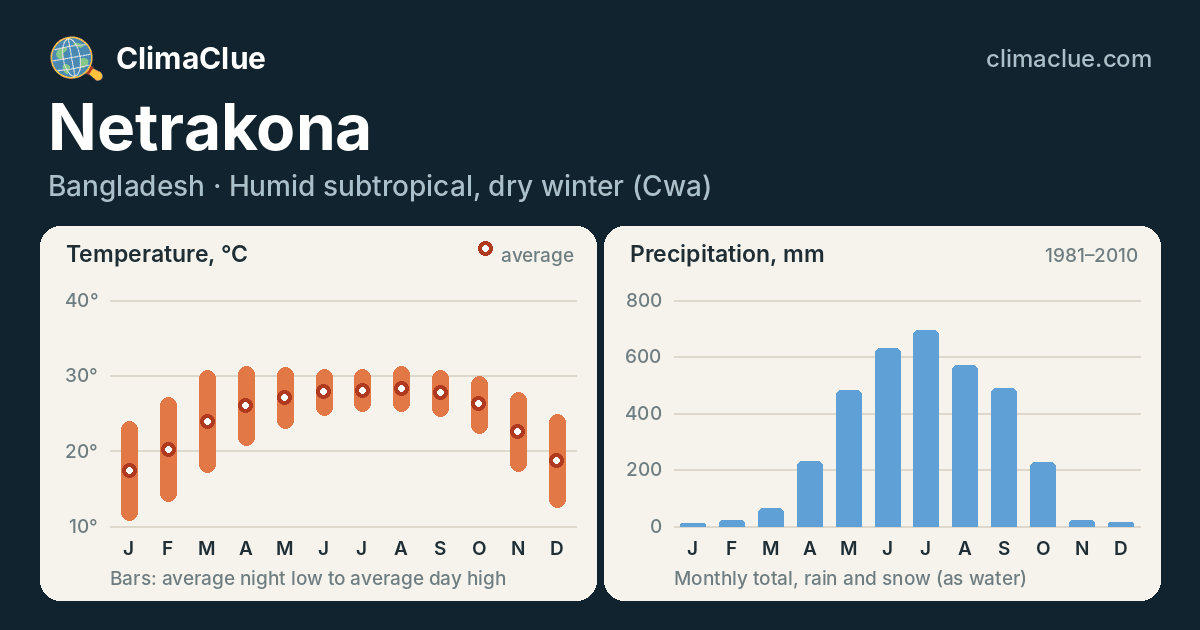 ClimaClue
climaclue.com
Netrakona
Bangladesh · Humid subtropical, dry winter (Cwa)
Temperature, °C
average
40°
30°
20°
10°
J F M A M J J A S O N D
Bars: average night low to average day high
Precipitation, mm
1981–2010
800
600
400
200
0
J F M A M J J A S O N D
Monthly total, rain and snow (as water)